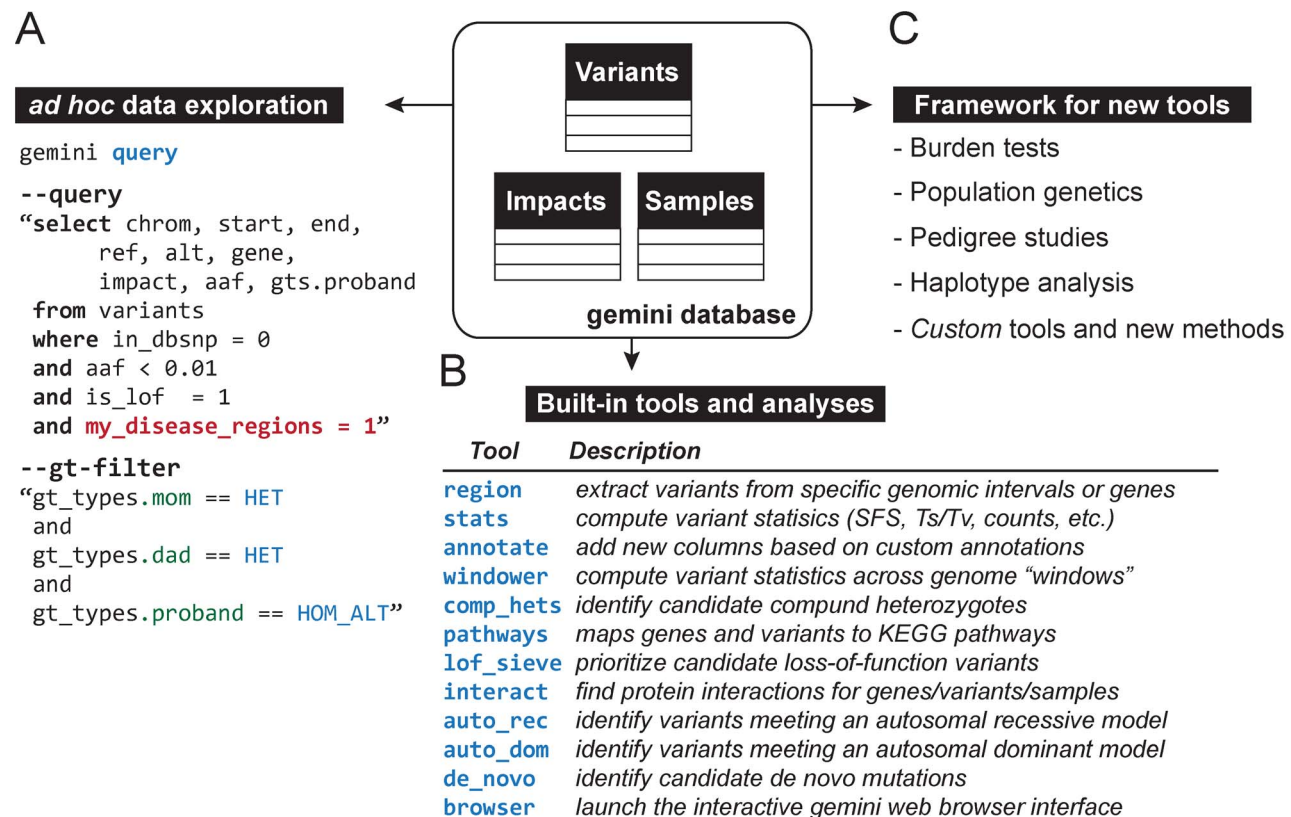 A
ad hoc data exploration
gemini query
--query
“select chrom, start, end,
ref, alt, gene,
impact, aaf, gts.proband
from variants
where in_dbsnp = 0
and aaf < 0.01
and is_lof = 1
and my_disease_regions = 1”
--gt-filter
“gt_types.mom == HET
and
gt_types.dad == HET
and
gt_types.proband == HOM_ALT”
Variants
Impacts
Samples
gemini database
B
Built-in tools and analyses
Tool Description
region extract variants from specific genomic intervals or genes
stats compute variant statisics (SFS, Ts/Tv, counts, etc.)
annotate add new columns based on custom annotations
windower compute variant statistics across genome “windows”
comp_hets identify candidate compund heterozygotes
pathways maps genes and variants to KEGG pathways
lof_sieve prioritize candidate loss-of-function variants
interact find protein interactions for genes/variants/samples
auto_rec identify variants meeting an autosomal recessive model
auto_dom identify variants meeting an autosomal dominant model
de_novo identify candidate de novo mutations
browser launch the interactive gemini web browser interface
C
Framework for new tools
- Burden tests
- Population genetics
- Pedigree studies
- Haplotype analysis
- Custom tools and new methods